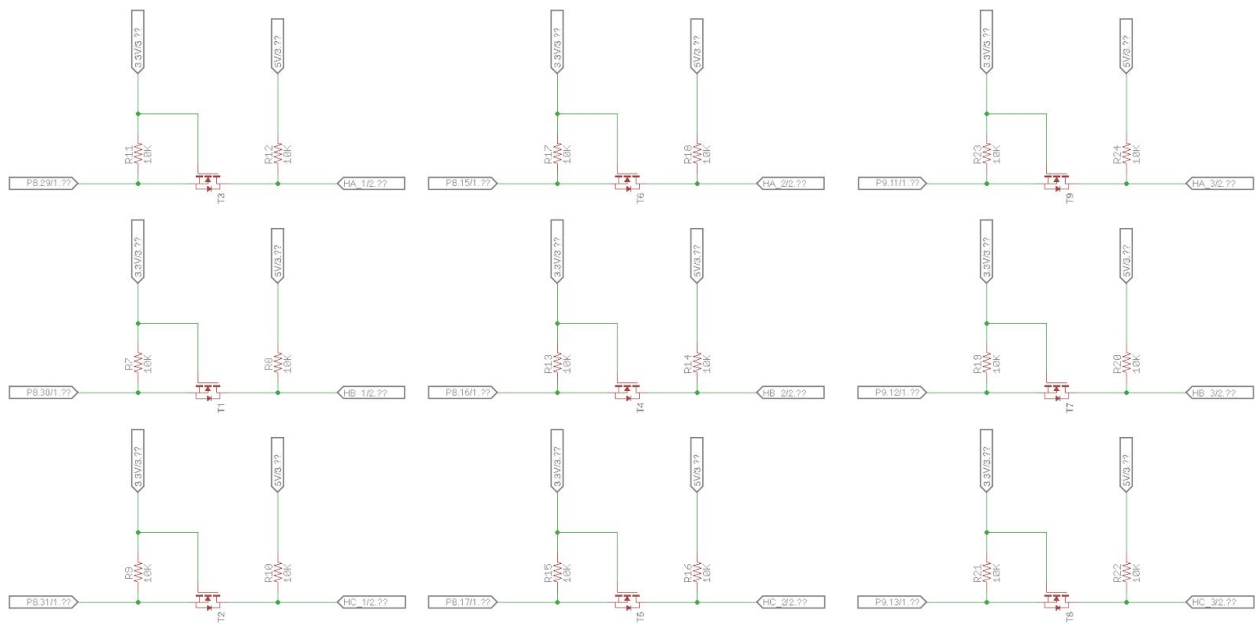 3.3V/3.??
5V/3.??
R11
10K
R12
10K
P8.29/1.??
HA_1/2.??
T3
3.3V/3.??
5V/3.??
R17
10K
R18
10K
P8.15/1.??
HA_2/2.??
T6
3.3V/3.??
5V/3.??
R23
10K
R24
10K
P9.11/1.??
HA_3/2.??
T9
3.3V/3.??
5V/3.??
R7
10K
R8
10K
P8.30/1.??
HB_1/2.??
T1
3.3V/3.??
5V/3.??
R13
10K
R14
10K
P8.16/1.??
HB_2/2.??
T4
3.3V/3.??
5V/3.??
R19
10K
R20
10K
P9.12/1.??
HB_3/2.??
T7
3.3V/3.??
5V/3.??
R9
10K
R10
10K
P8.31/1.??
HC_1/2.??
T2
3.3V/3.??
5V/3.??
R15
10K
R16
10K
P8.17/1.??
HC_2/2.??
T5
3.3V/3.??
5V/3.??
R21
10K
R22
10K
P9.13/1.??
HC_3/2.??
T8